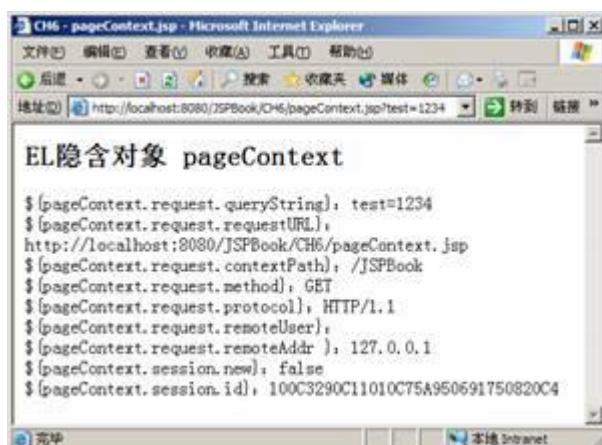 CH6 - pageContext.jsp - Microsoft Internet Explorer
文件(F) 编辑(E) 查看(V) 收藏(A) 工具(T) 帮助(H)
后退 搜索 收藏夹 媒体
地址(D) http://localhost:8080/JSPBook/CH6/pageContext.jsp?test=1234 转到 链接 »
EL隐含对象 pageContext
${pageContext.request.queryString}：test=1234
${pageContext.request.requestURL}：
http://localhost:8080/JSPBook/CH6/pageContext.jsp
${pageContext.request.contextPath}：/JSPBook
${pageContext.request.method}：GET
${pageContext.request.protocol}：HTTP/1.1
${pageContext.request.remoteUser}：
${pageContext.request.remoteAddr }：127.0.0.1
${pageContext.session.new}：false
${pageContext.session.id}：100C3290C11010C75A950691750820C4
完毕 本地 Intranet